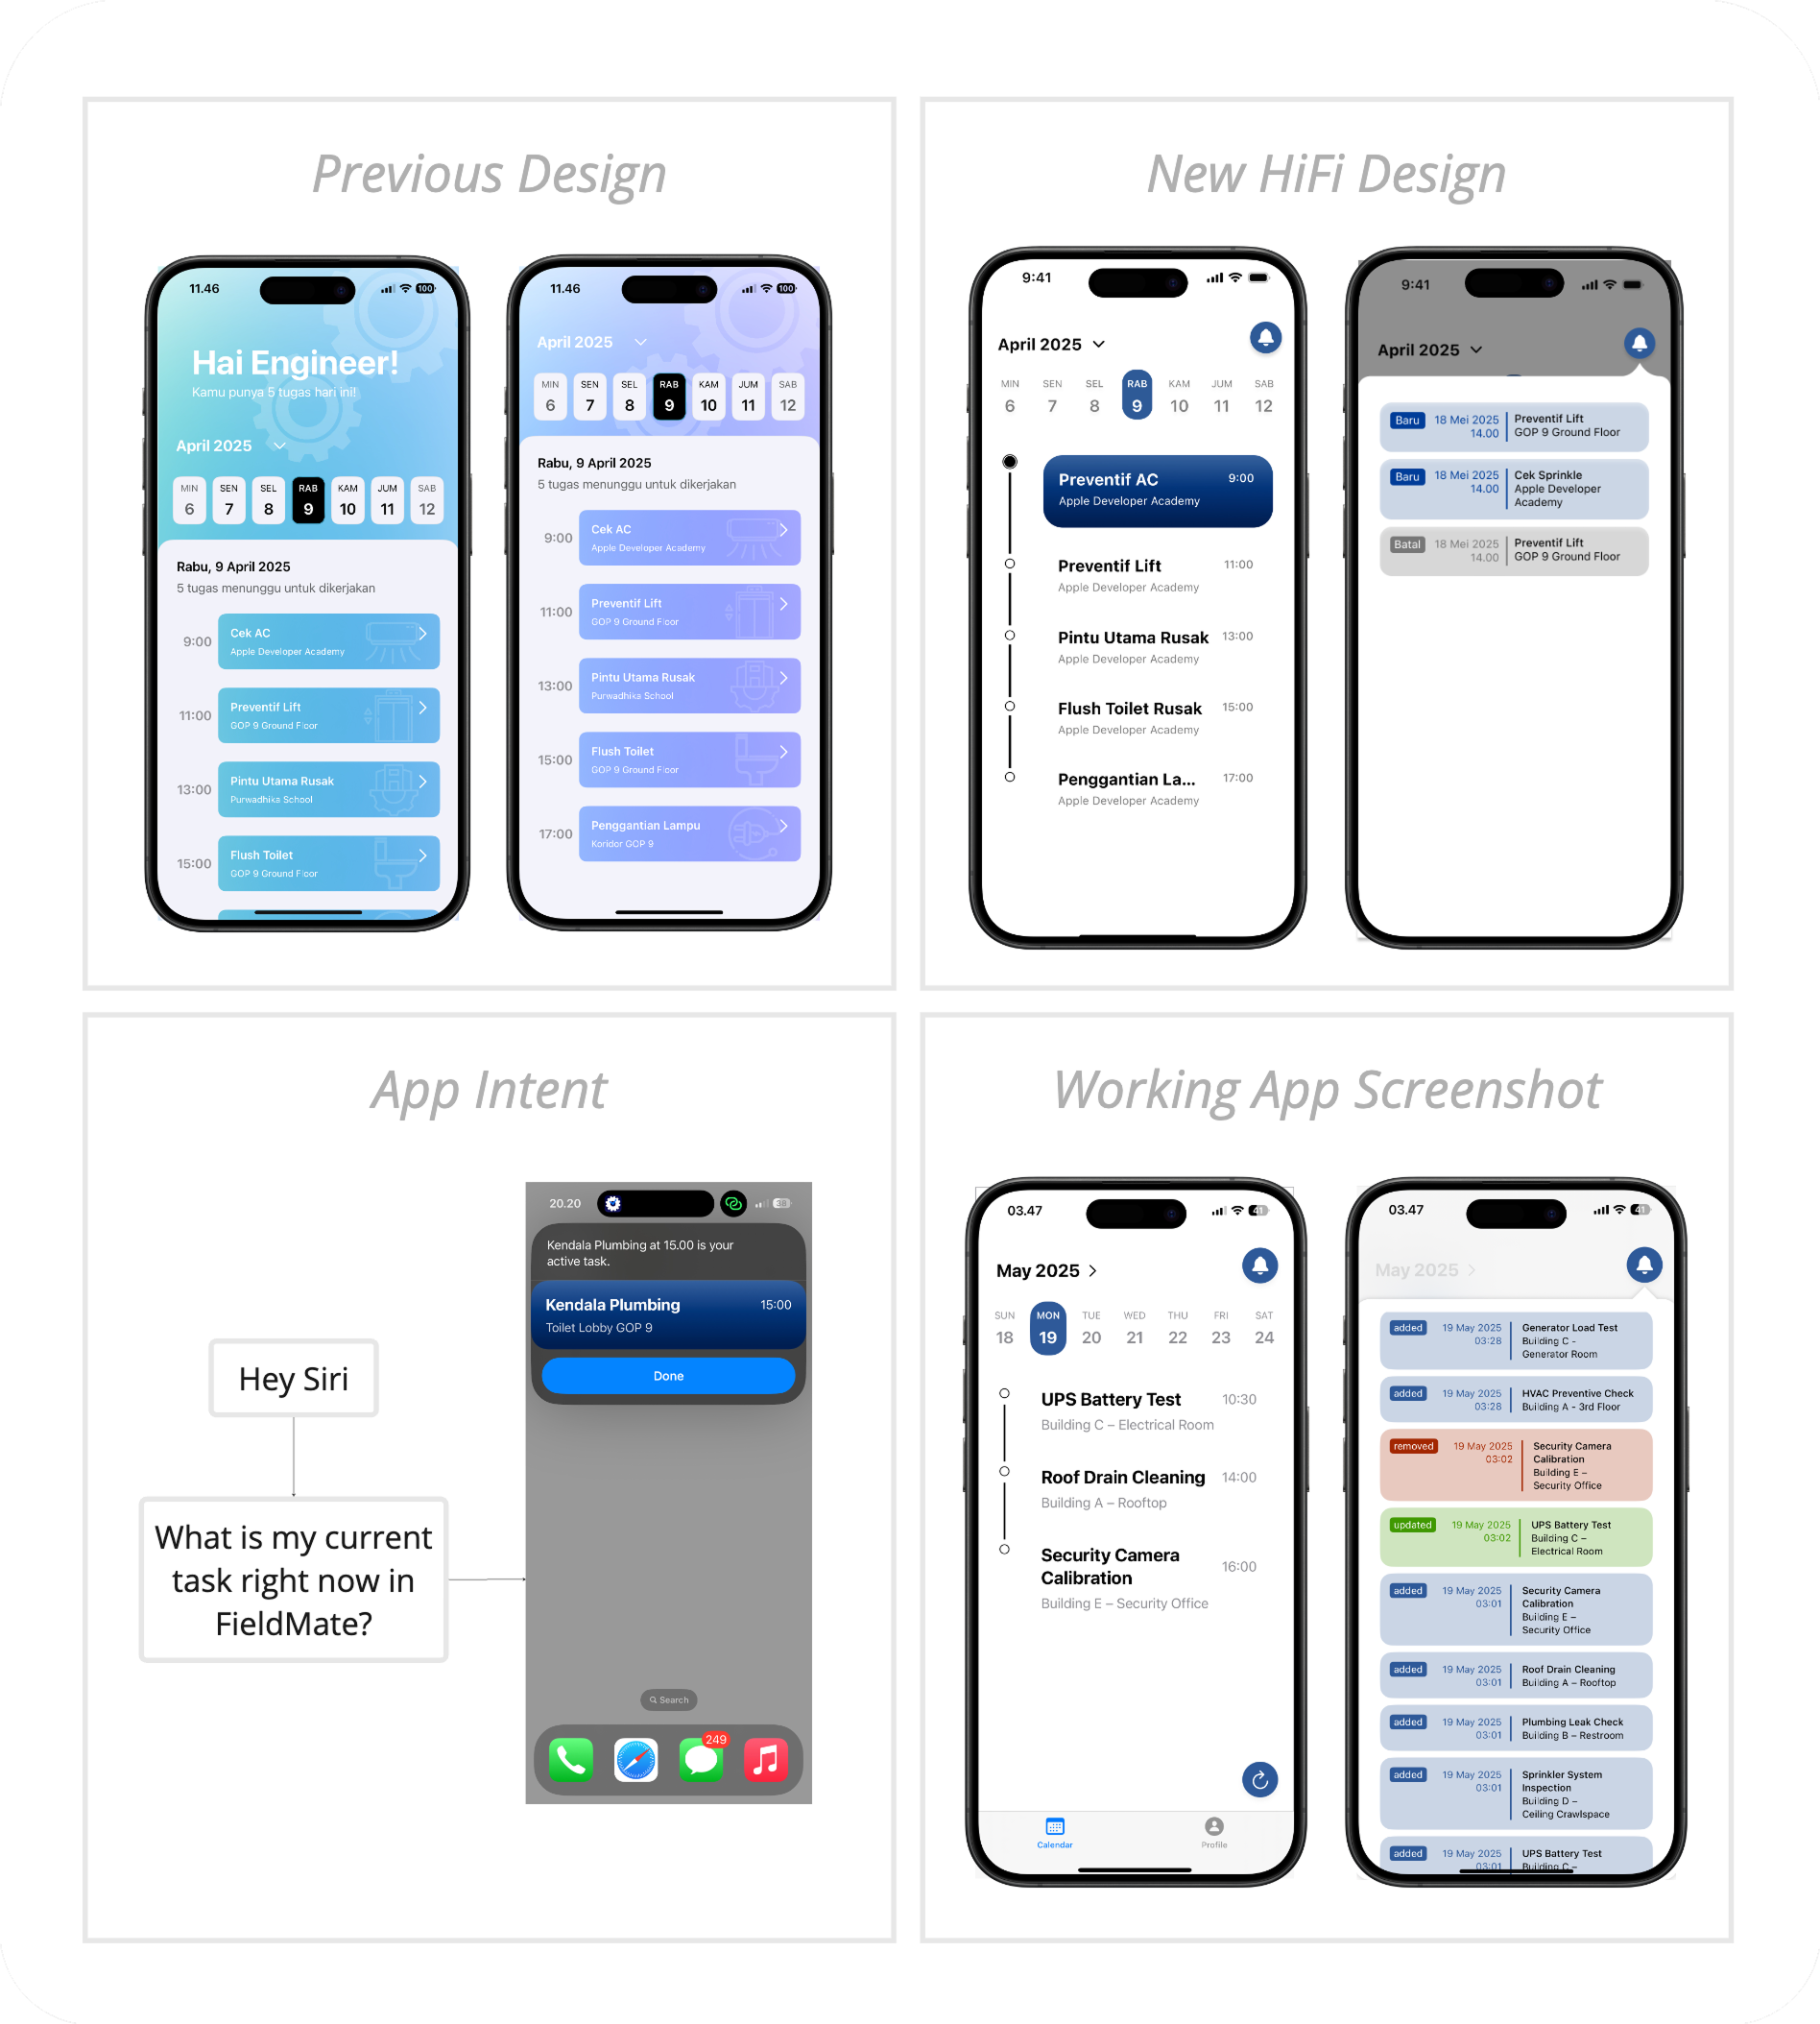 Previous Design
11.46
100
Hai Engineer!
Kamu punya 5 tugas hari ini!
April 2025
MIN SEN SEL RAB KAM JUM SAB
6 7 8 9 10 11 12
Rabu, 9 April 2025
5 tugas menunggu untuk dikerjakan
9:00 Cek AC
Apple Developer Academy
11:00 Preventif Lift
GOP 9 Ground Floor
13:00 Pintu Utama Rusak
Purwadhika School
15:00 Flush Toilet
GOP 9 Ground Floor
11.46
100
April 2025
MIN SEN SEL RAB KAM JUM SAB
6 7 8 9 10 11 12
Rabu, 9 April 2025
5 tugas menunggu untuk dikerjakan
9:00 Cek AC
Apple Developer Academy
11:00 Preventif Lift
GOP 9 Ground Floor
13:00 Pintu Utama Rusak
Purwadhika School
15:00 Flush Toilet
GOP 9 Ground Floor
17:00 Penggantian Lampu
Koridor GOP 9
New HiFi Design
9:41
April 2025
MIN SEN SEL RAB KAM JUM SAB
6 7 8 9 10 11 12
Preventif AC 9:00
Apple Developer Academy
Preventif Lift 11:00
Apple Developer Academy
Pintu Utama Rusak 13:00
Apple Developer Academy
Flush Toilet Rusak 15:00
Apple Developer Academy
Penggantian La... 17:00
Apple Developer Academy
9:41
April 2025
Baru 18 Mei 2025 Preventif Lift
14.00 GOP 9 Ground Floor
Baru 18 Mei 2025 Cek Sprinkle
14.00 Apple Developer
Academy
Batal 18 Mei 2025 Preventif Lift
14.00 GOP 9 Ground Floor
App Intent
Hey Siri
What is my current
task right now in
FieldMate?
20.20
38
Kendala Plumbing at 15.00 is your
active task.
Kendala Plumbing 15:00
Toilet Lobby GOP 9
Done
Search
249
Working App Screenshot
03.47
41
May 2025
SUN MON TUE WED THU FRI SAT
18 19 20 21 22 23 24
UPS Battery Test 10:30
Building C – Electrical Room
Roof Drain Cleaning 14:00
Building A – Rooftop
Security Camera
Calibration 16:00
Building E – Security Office
Calendar Profile
03.47
41
May 2025
added 19 May 2025 Generator Load Test
03:28 Building C -
Generator Room
added 19 May 2025 HVAC Preventive Check
03:28 Building A - 3rd Floor
removed 19 May 2025 Security Camera
03:02 Calibration
Building E –
Security Office
updated 19 May 2025 UPS Battery Test
03:02 Building C –
Electrical Room
added 19 May 2025 Security Camera
03:01 Calibration
Building E –
Security Office
added 19 May 2025 Roof Drain Cleaning
03:01 Building A – Rooftop
added 19 May 2025 Plumbing Leak Check
03:01 Building B – Restroom
added 19 May 2025 Sprinkler System
03:01 Inspection
Building D –
Ceiling Crawlspace
added 19 May 2025 UPS Battery Test
03:01 Building C –